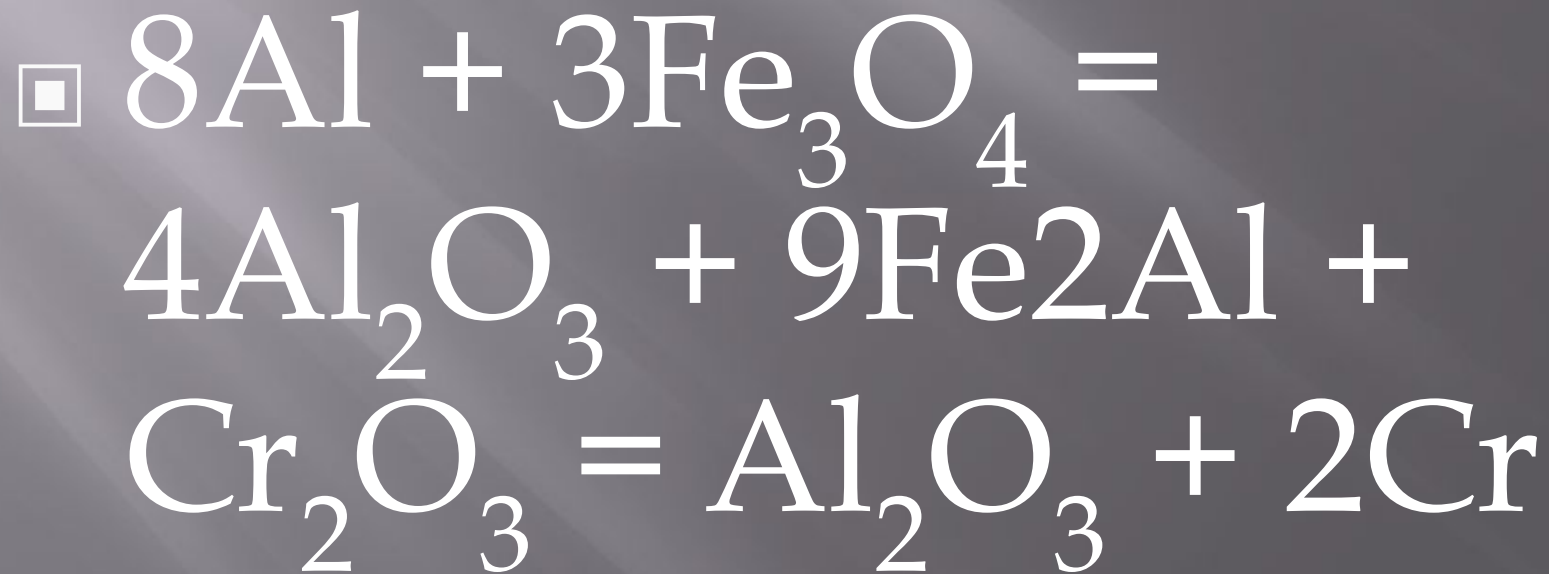 8Al + 3Fe₃O₄ =
4Al₂O₃ + 9Fe2Al +
Cr₂O₃ = Al₂O₃ + 2Cr